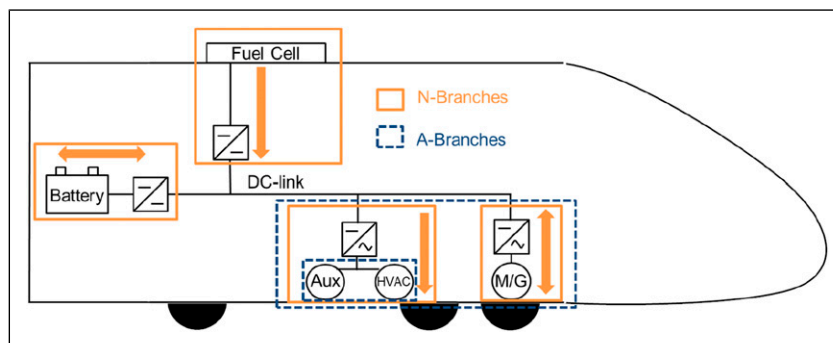 Fuel Cell
N-Branches
A-Branches
Battery
DC-link
Aux
HVAC
M/G